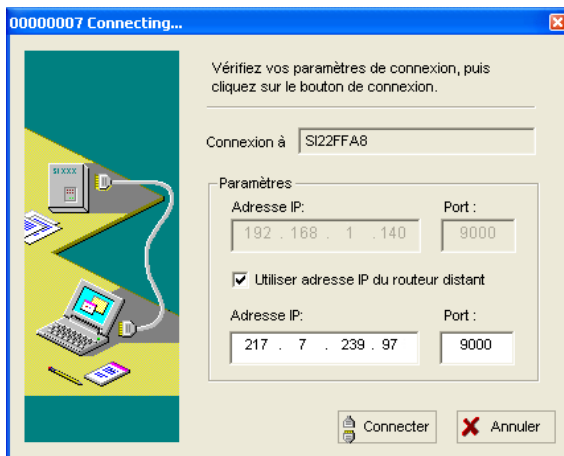 00000007 Connecting...
Vérifiez vos paramètres de connexion, puis
cliquez sur le bouton de connexion.
Connexion à SI22FFA8
SI XXX
Paramètres
Adresse IP: Port :
192 . 168 . 1 . 140 9000
Utiliser adresse IP du routeur distant
Adresse IP: Port :
217 . 7 . 239 . 97 9000
Connecter Annuler